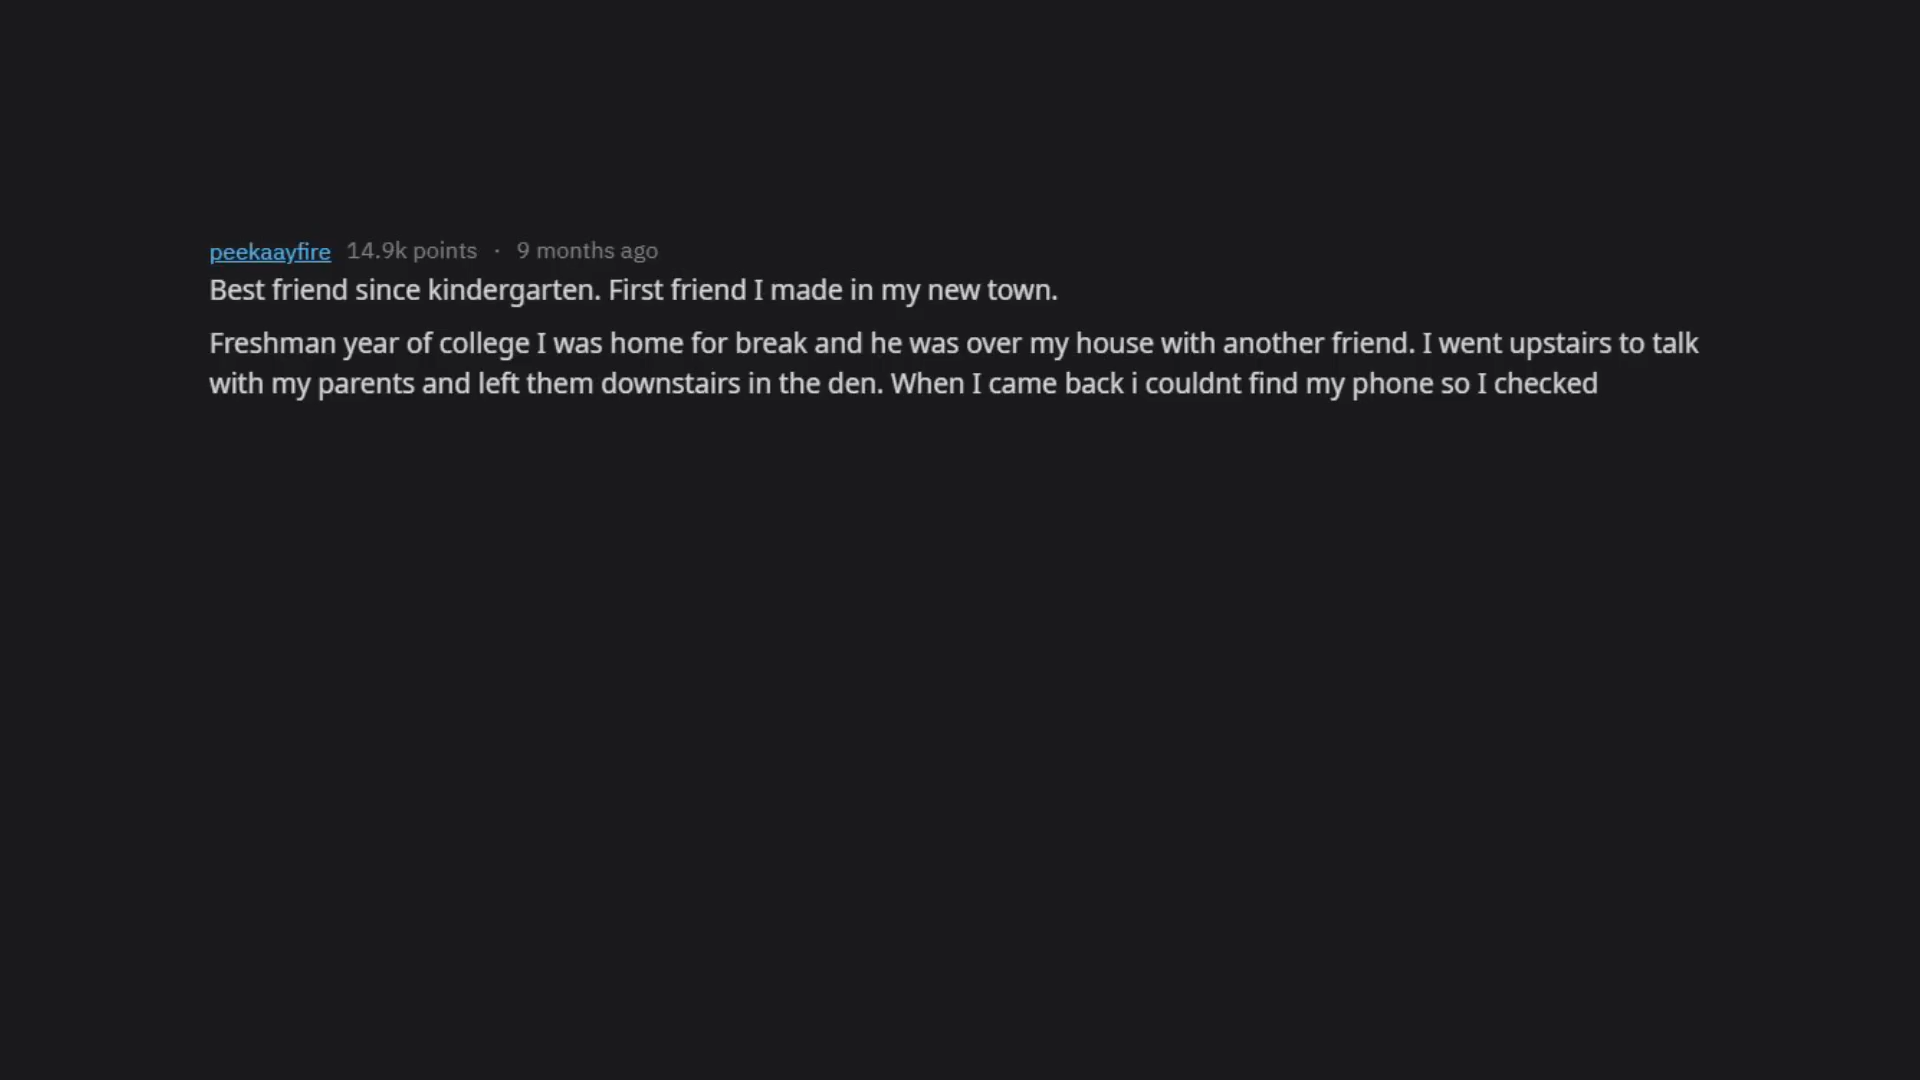 peekaayfire 14.9k points · 9 months ago
Best friend since kindergarten. First friend I made in my new town.
Freshman year of college I was home for break and he was over my house with another friend. I went upstairs to talk
with my parents and left them downstairs in the den. When I came back i couldnt find my phone so I checked